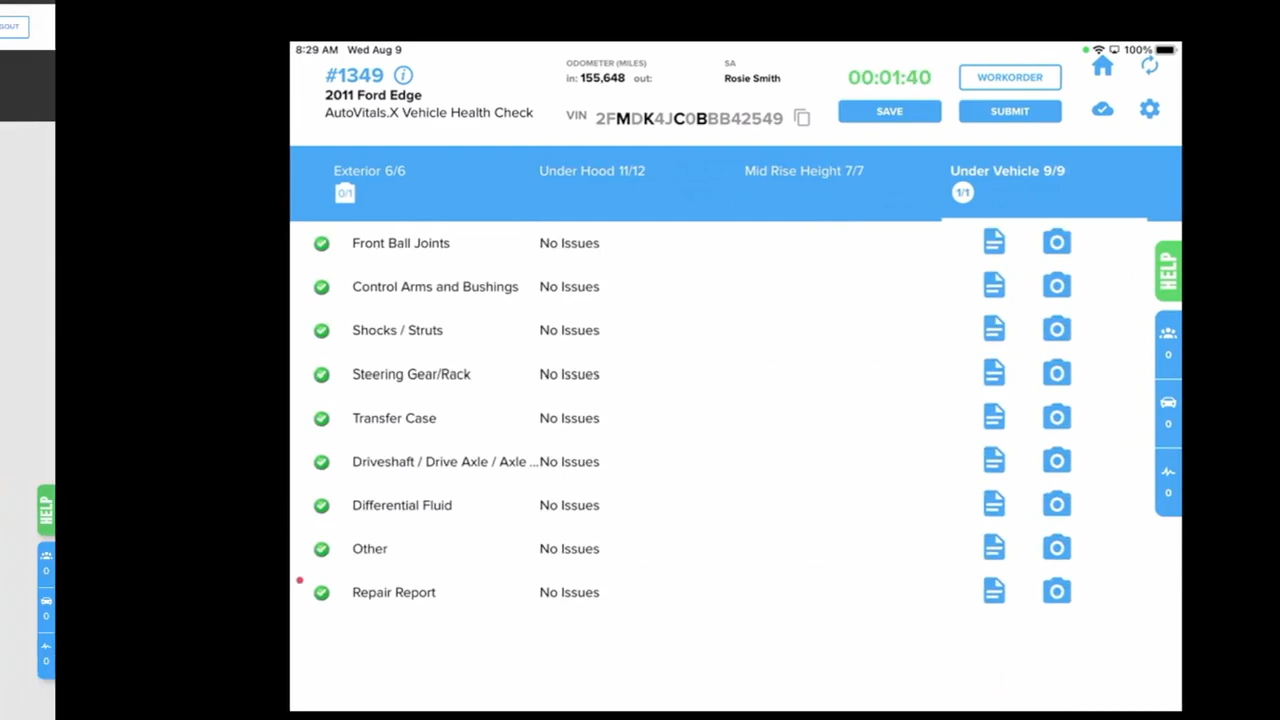 GOUT
8:29 AM Wed Aug 9
100%
#1349
2011 Ford Edge
AutoVitals.X Vehicle Health Check
ODOMETER (MILES)
in: 155,648 out:
SA
Rosie Smith
VIN 2FMDK4JC0BBB42549
00:01:40
WORKORDER
SAVE
SUBMIT
Exterior 6/6
0/1
Under Hood 11/12
Mid Rise Height 7/7
Under Vehicle 9/9
1/1
Front Ball Joints No Issues
Control Arms and Bushings No Issues
Shocks / Struts No Issues
Steering Gear/Rack No Issues
Transfer Case No Issues
Driveshaft / Drive Axle / Axle ... No Issues
Differential Fluid No Issues
Other No Issues
Repair Report No Issues
HELP
0
0
0
HELP
0
0
0